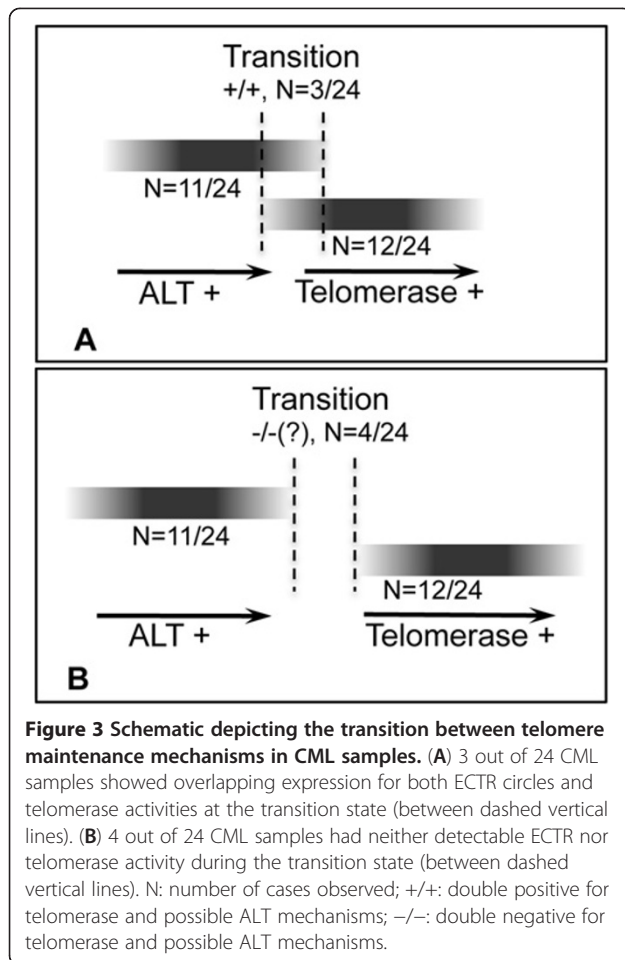 Transition
+/+, N=3/24
N=11/24
N=12/24
ALT +
Telomerase +
A
Transition
-/-(?), N=4/24
N=11/24
N=12/24
ALT +
Telomerase +
B
Figure 3 Schematic depicting the transition between telomere
maintenance mechanisms in CML samples. (A) 3 out of 24 CML
samples showed overlapping expression for both ECTR circles and
telomerase activities at the transition state (between dashed vertical
lines). (B) 4 out of 24 CML samples had neither detectable ECTR nor
telomerase activity during the transition state (between dashed
vertical lines). N: number of cases observed; +/+: double positive for
telomerase and possible ALT mechanisms; −/−: double negative for
telomerase and possible ALT mechanisms.